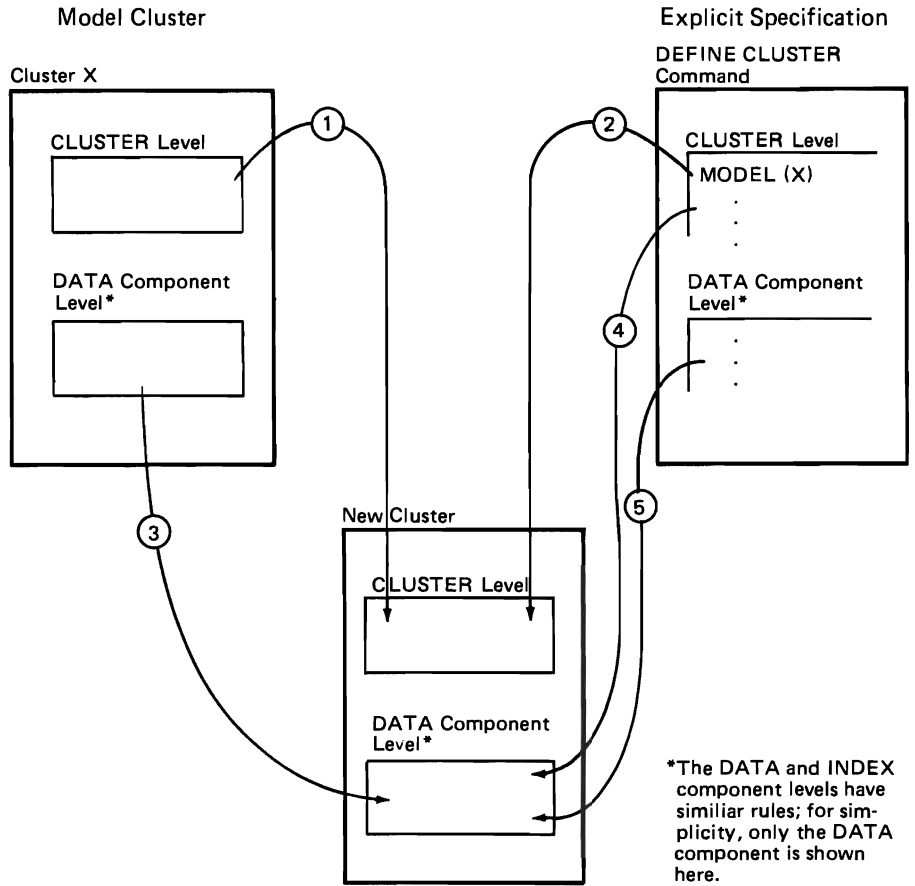 Model Cluster
Explicit Specification
Cluster X
DEFINE CLUSTER
Command
1
2
CLUSTER Level
CLUSTER Level
MODEL (X)
DATA Component
Level*
DATA Component
Level*
4
3
5
New Cluster
CLUSTER Level
DATA Component
Level*
*The DATA and INDEX
component levels have
similiar rules; for sim-
plicity, only the DATA
component is shown
here.